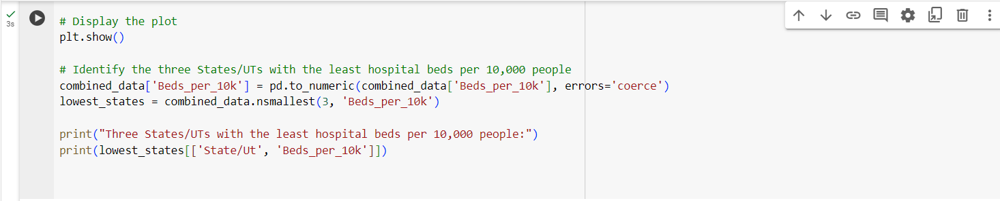 3s
# Display the plot
plt.show()
# Identify the three States/UTs with the least hospital beds per 10,000 people
combined_data['Beds_per_10k'] = pd.to_numeric(combined_data['Beds_per_10k'], errors='coerce')
lowest_states = combined_data.nsmallest(3, 'Beds_per_10k')
print("Three States/UTs with the least hospital beds per 10,000 people:")
print(lowest_states[['State/Ut', 'Beds_per_10k']])